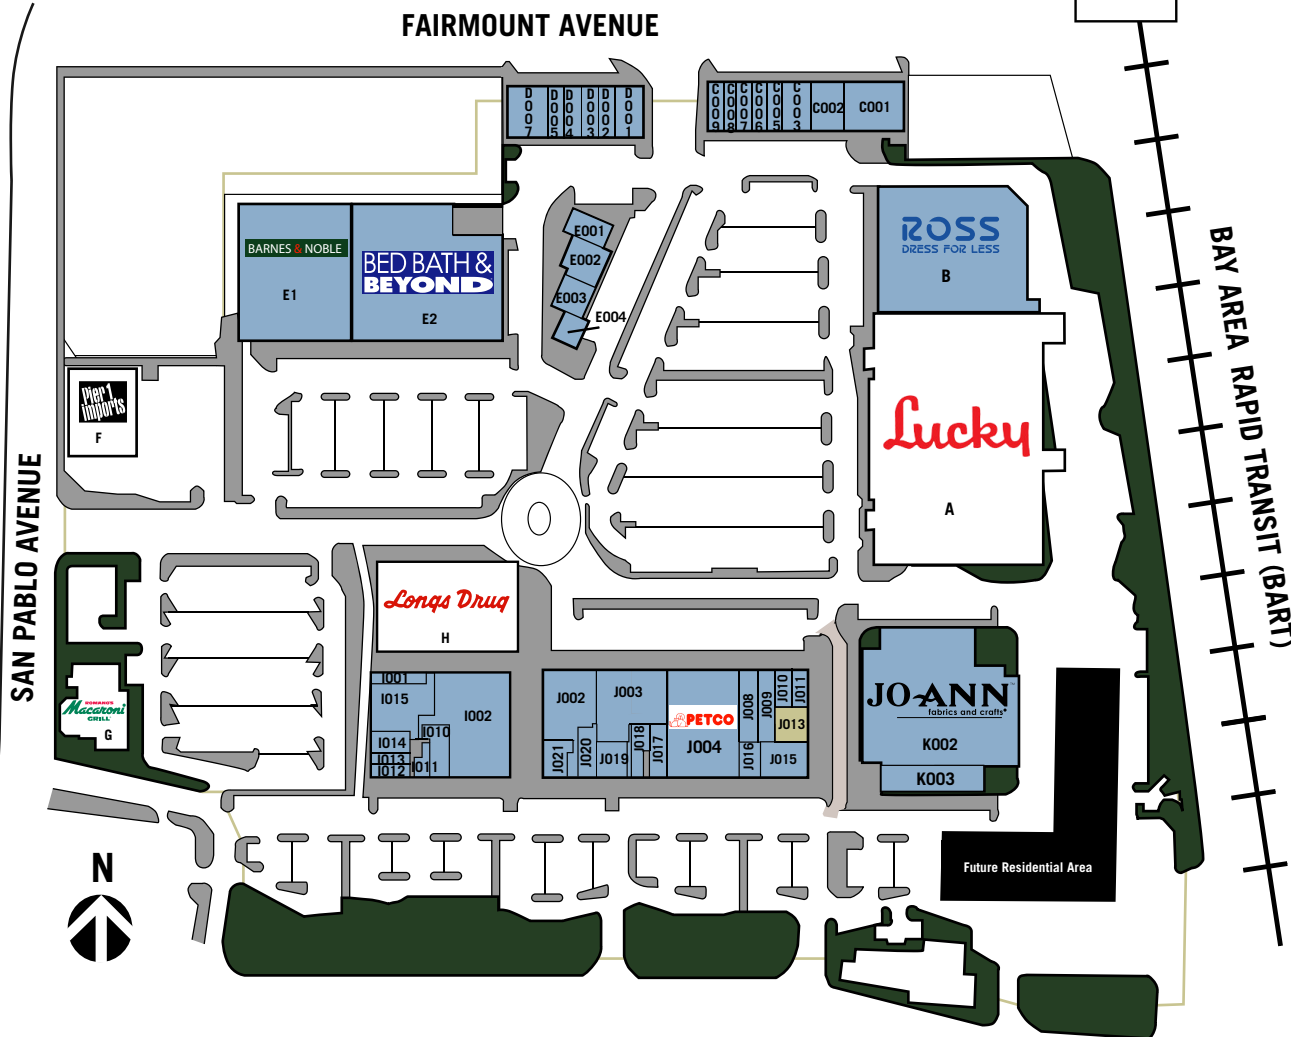 FAIRMOUNT AVENUE
D007
D005
D004
D003
D002
D001
C009
C008
C007
C006
C005
C003
C002
C001
BARNES & NOBLE
E1
BED BATH &
BEYOND
E2
E001
E002
E003
E004
ROSS
DRESS FOR LESS
B
BAY AREA RAPID TRANSIT (BART)
Pier 1
imports
F
Lucky
A
SAN PABLO AVENUE
Longs Drug
H
ROMANO'S
Macaroni
GRILL
G
I001
I015
I002
I010
I014
I013
I012
I011
J002
J003
J021
J020
J019
J018
J017
PETCO
J004
J008
J009
J010
J011
J013
J016
J015
JO-ANN™
fabrics and crafts®
K002
K003
Future Residential Area
N